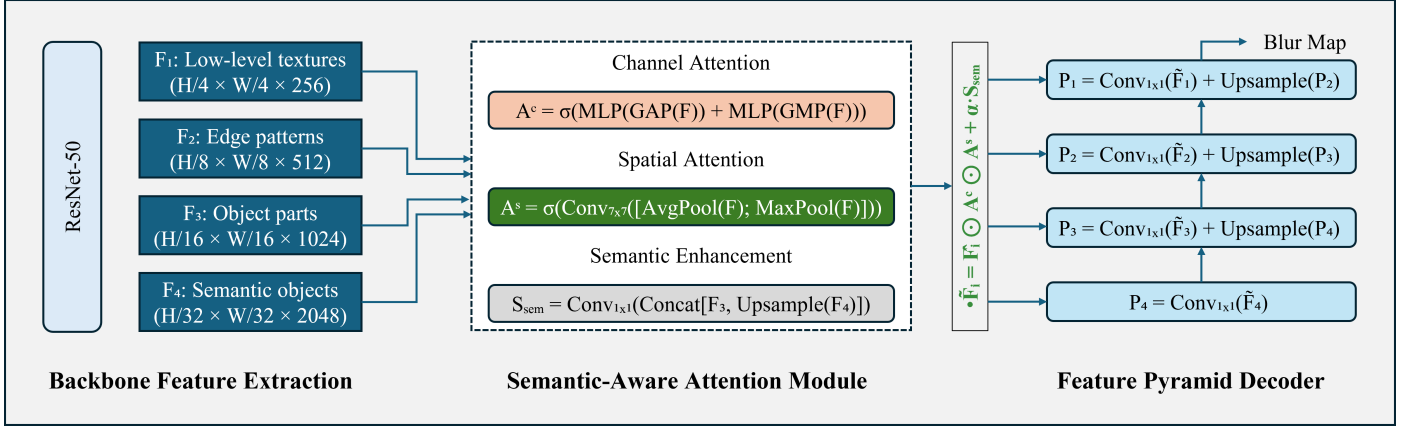 ResNet-50
F₁: Low-level textures
(H/4 × W/4 × 256)
F₂: Edge patterns
(H/8 × W/8 × 512)
F₃: Object parts
(H/16 × W/16 × 1024)
F₄: Semantic objects
(H/32 × W/32 × 2048)
Backbone Feature Extraction
Channel Attention
Aᶜ = σ(MLP(GAP(F)) + MLP(GMP(F)))
Spatial Attention
Aˢ = σ(Conv₇ₓ₇([AvgPool(F); MaxPool(F)]))
Semantic Enhancement
Sₛₑₘ = Conv₁ₓ₁(Concat[F₃, Upsample(F₄)])
Semantic-Aware Attention Module
•F̃ᵢ = Fᵢ ⊙ Aᶜ ⊙ Aˢ + α·Sₛₑₘ
Blur Map
P₁ = Conv₁ₓ₁(F̃₁) + Upsample(P₂)
P₂ = Conv₁ₓ₁(F̃₂) + Upsample(P₃)
P₃ = Conv₁ₓ₁(F̃₃) + Upsample(P₄)
P₄ = Conv₁ₓ₁(F̃₄)
Feature Pyramid Decoder